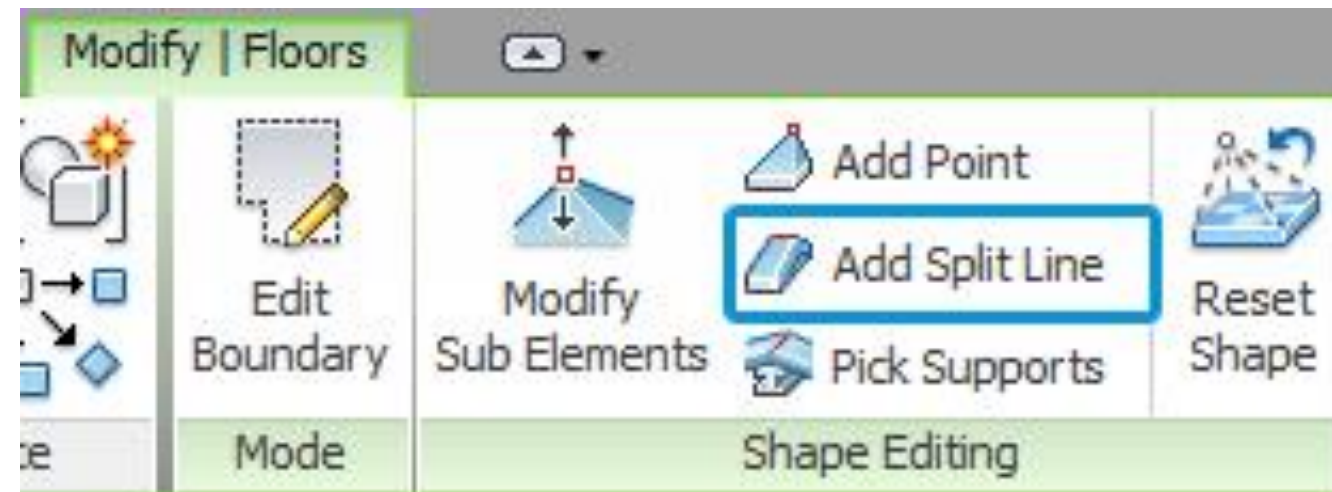 Modify | Floors
Edit
Boundary
Modify
Sub Elements
Add Point
Add Split Line
Pick Supports
Reset
Shape
Mode
Shape Editing